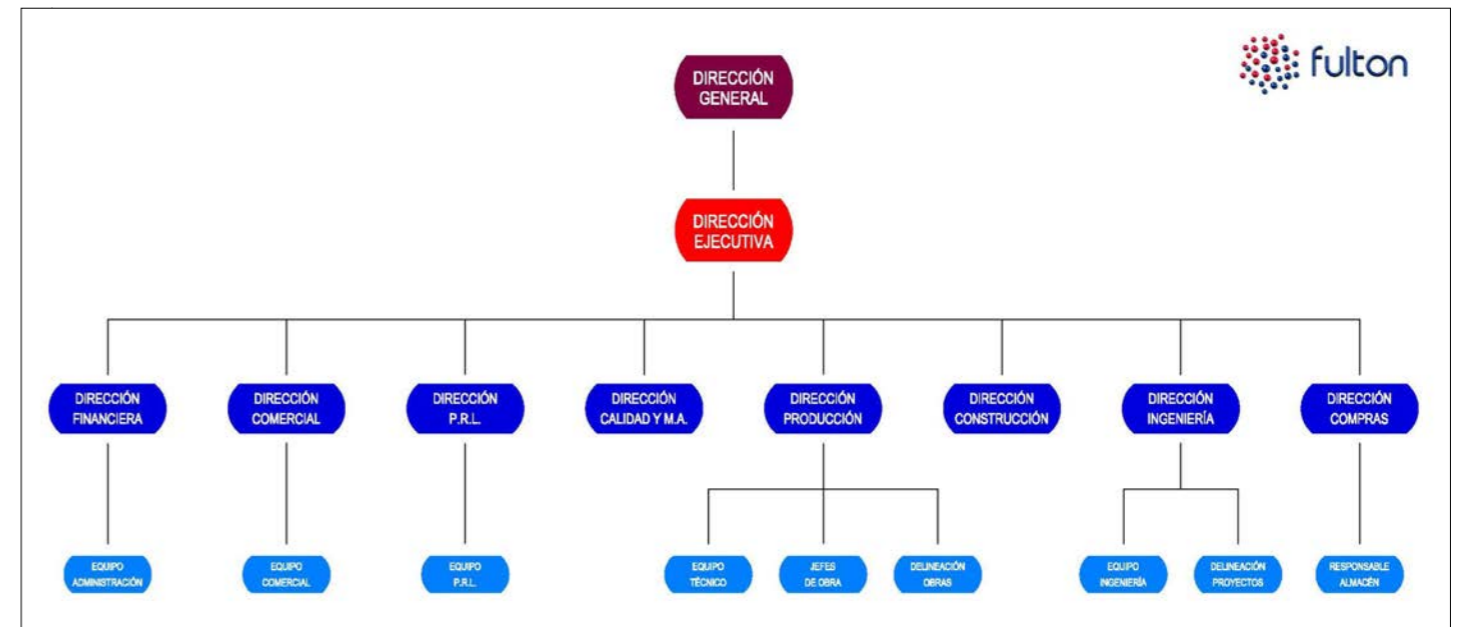 fulton
DIRECCIÓN
GENERAL
DIRECCIÓN
EJECUTIVA
DIRECCIÓN
FINANCIERA
DIRECCIÓN
COMERCIAL
DIRECCIÓN
P.R.L.
DIRECCIÓN
CALIDAD Y M.A.
DIRECCIÓN
PRODUCCIÓN
DIRECCIÓN
CONSTRUCCIÓN
DIRECCIÓN
INGENIERÍA
DIRECCIÓN
COMPRAS
EQUIPO
ADMINISTRACIÓN
EQUIPO
COMERCIAL
EQUIPO
P.R.L.
EQUIPO
TÉCNICO
JEFES
DE OBRA
DELINEACIÓN
OBRAS
EQUIPO
INGENIERÍA
DELINEACIÓN
PROYECTOS
RESPONSABLE
ALMACÉN